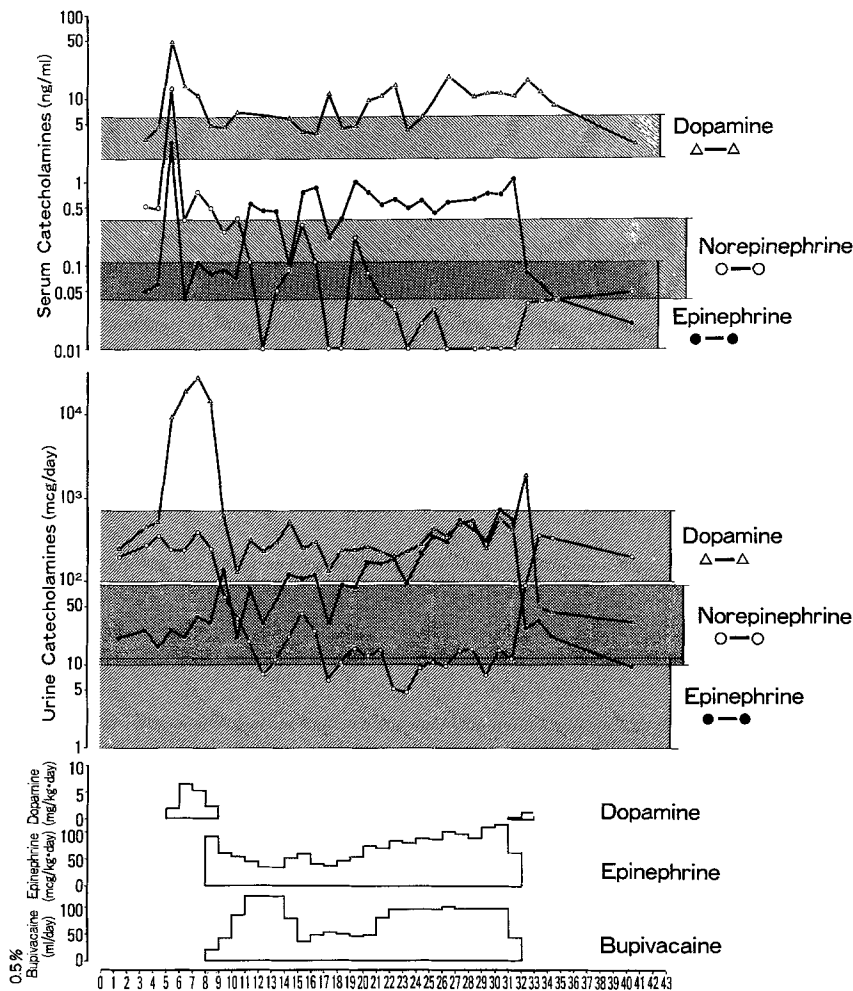 Serum Catecholamines (ng/ml)
100
50
10
5
1
0.5
0.1
0.05
0.01
Dopamine
Norepinephrine
Epinephrine
Urine Catecholamines (mcg/day)
10⁴
10³
10²
50
10
5
1
Dopamine
Norepinephrine
Epinephrine
Dopamine
(mg/kg·day)
10
5
0
Dopamine
Epinephrine
(mcg/kg·day)
100
50
0
Epinephrine
0.5%
Bupivacaine
(ml/day)
100
50
0
Bupivacaine
0 1 2 3 4 5 6 7 8 9 10 11 12 13 14 15 16 17 18 19 20 21 22 23 24 25 26 27 28 29 30 31 32 33 34 35 36 37 38 39 40 41 42 43